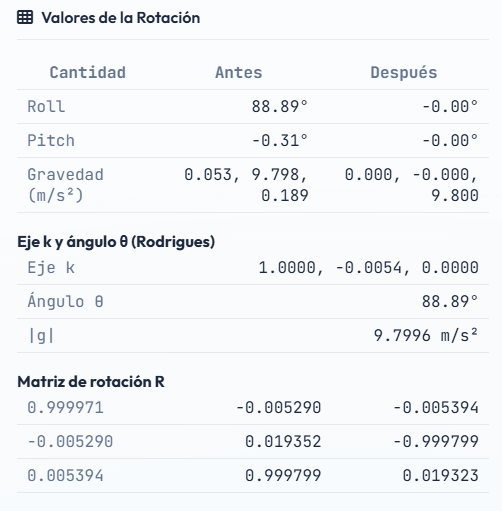 Valores de la Rotación
Cantidad Antes Después
Roll 88.89° -0.00°
Pitch -0.31° -0.00°
Gravedad 0.053, 9.798, 0.000, -0.000,
(m/s²) 0.189 9.800
Eje k y ángulo θ (Rodrigues)
Eje k 1.0000, -0.0054, 0.0000
Ángulo θ 88.89°
|g| 9.7996 m/s²
Matriz de rotación R
0.999971 -0.005290 -0.005394
-0.005290 0.019352 -0.999799
0.005394 0.999799 0.019323